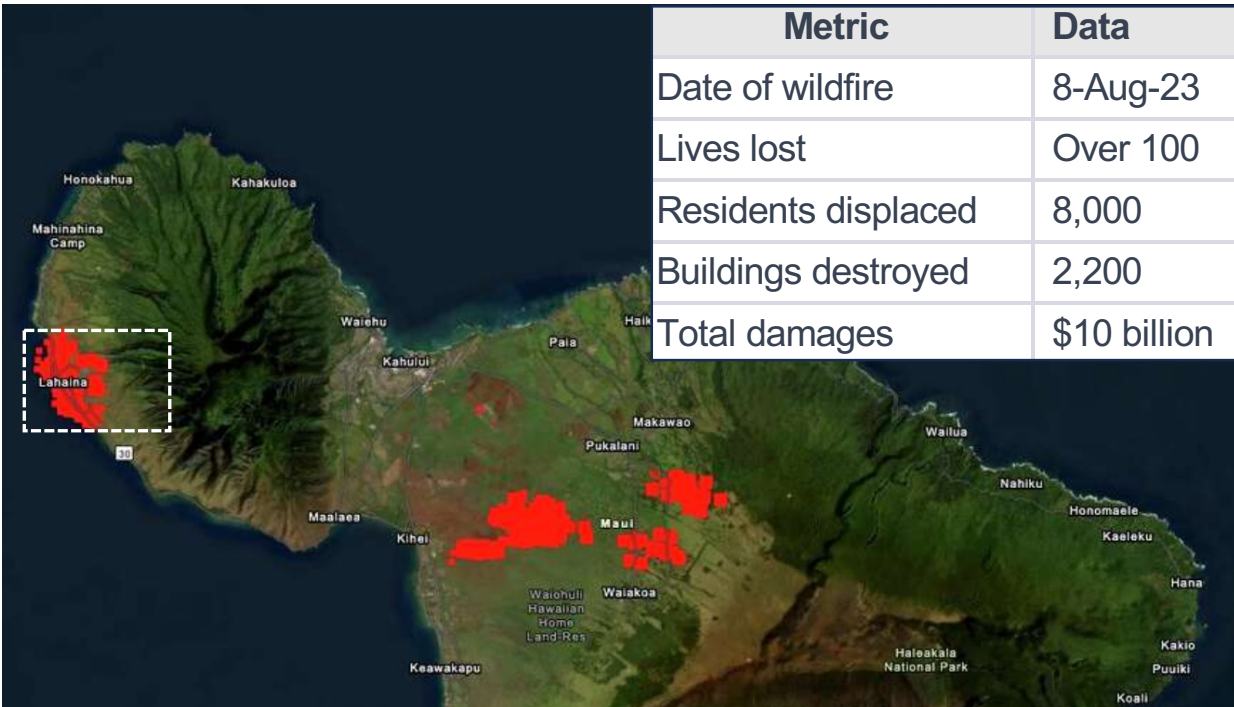 Metric Data
Date of wildfire 8-Aug-23
Lives lost Over 100
Residents displaced 8,000
Buildings destroyed 2,200
Total damages $10 billion
Honokahua
Kahakuloa
Mahinahina
Camp
Waiehu
Haik
Paia
Kahului
Lahaina
Makawao
Wailua
Pukalani
30
Nahiku
Honomaele
Maalaea
Maui
Kihei
Kaeleku
Hana
Waiohuli
Hawaiian
Home
Land-Res
Waiakoa
Kakio
Haleakala
National Park
Keawakapu
Puuiki
Koali